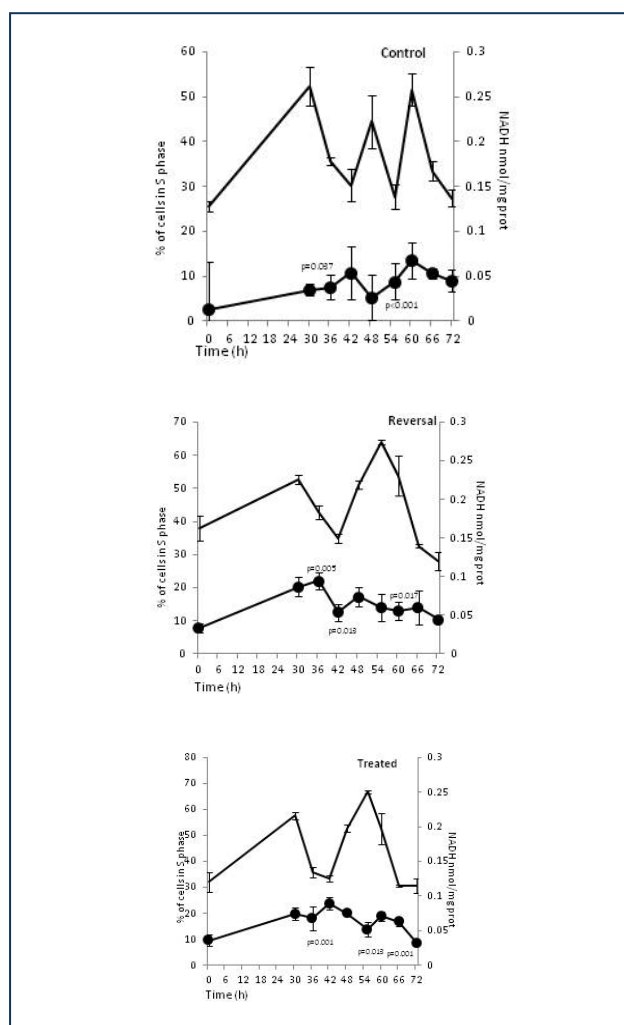 Control
60
50
40
30
20
10
0
0.3
0.25
0.2
0.15
0.1
0.05
0
% of cells in S phase
NADH nmol/mg prot
p=0.037
p<0.001
0 6 12 18 24 30 36 42 48 54 60 66 72
Time (h)
Reversal
70
60
50
40
30
20
10
0
0.3
0.25
0.2
0.15
0.1
0.05
0
% of cells in S phase
NADH nmol/mg prot
p=0.005
p=0.013
p=0.017
0 6 12 18 24 30 36 42 48 54 60 66 72
Time (h)
Treated
80
70
60
50
40
30
20
10
0
0.3
0.25
0.2
0.15
0.1
0.05
0
% of cells in S phase
NADH nmol/mg prot
p=0.001
p=0.013
p=0.001
0 6 12 18 24 30 36 42 48 54 60 66 72
Time (h)